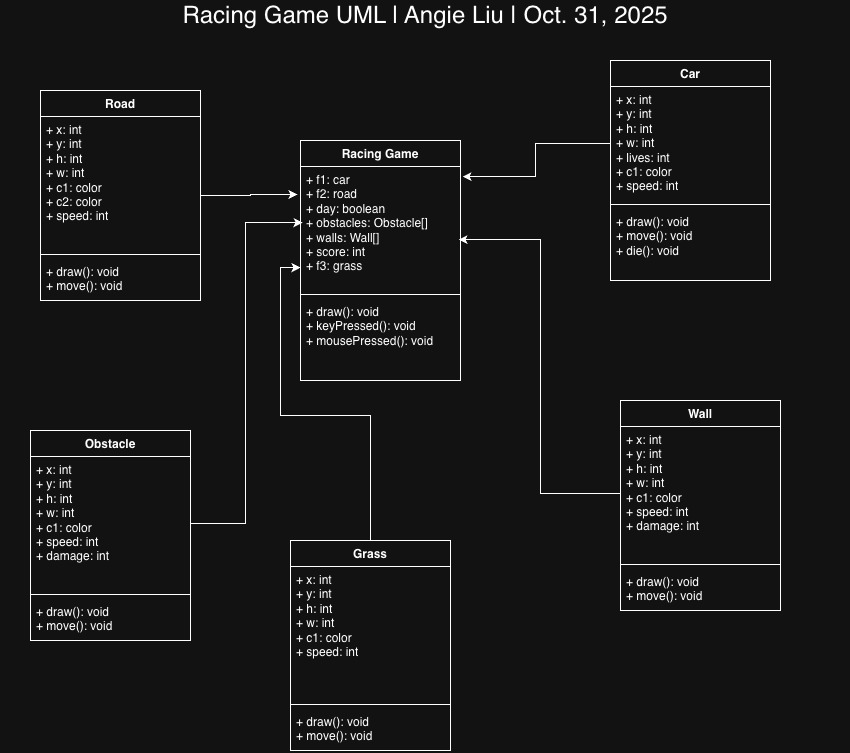 Racing Game UML | Angie Liu | Oct. 31, 2025
Road
+ x: int
+ y: int
+ h: int
+ w: int
+ c1: color
+ c2: color
+ speed: int
+ draw(): void
+ move(): void
Racing Game
+ f1: car
+ f2: road
+ day: boolean
+ obstacles: Obstacle[]
+ walls: Wall[]
+ score: int
+ f3: grass
+ draw(): void
+ keyPressed(): void
+ mousePressed(): void
Car
+ x: int
+ y: int
+ h: int
+ w: int
+ lives: int
+ c1: color
+ speed: int
+ draw(): void
+ move(): void
+ die(): void
Obstacle
+ x: int
+ y: int
+ h: int
+ w: int
+ c1: color
+ speed: int
+ damage: int
+ draw(): void
+ move(): void
Grass
+ x: int
+ y: int
+ h: int
+ w: int
+ c1: color
+ speed: int
+ draw(): void
+ move(): void
Wall
+ x: int
+ y: int
+ h: int
+ w: int
+ c1: color
+ speed: int
+ damage: int
+ draw(): void
+ move(): void